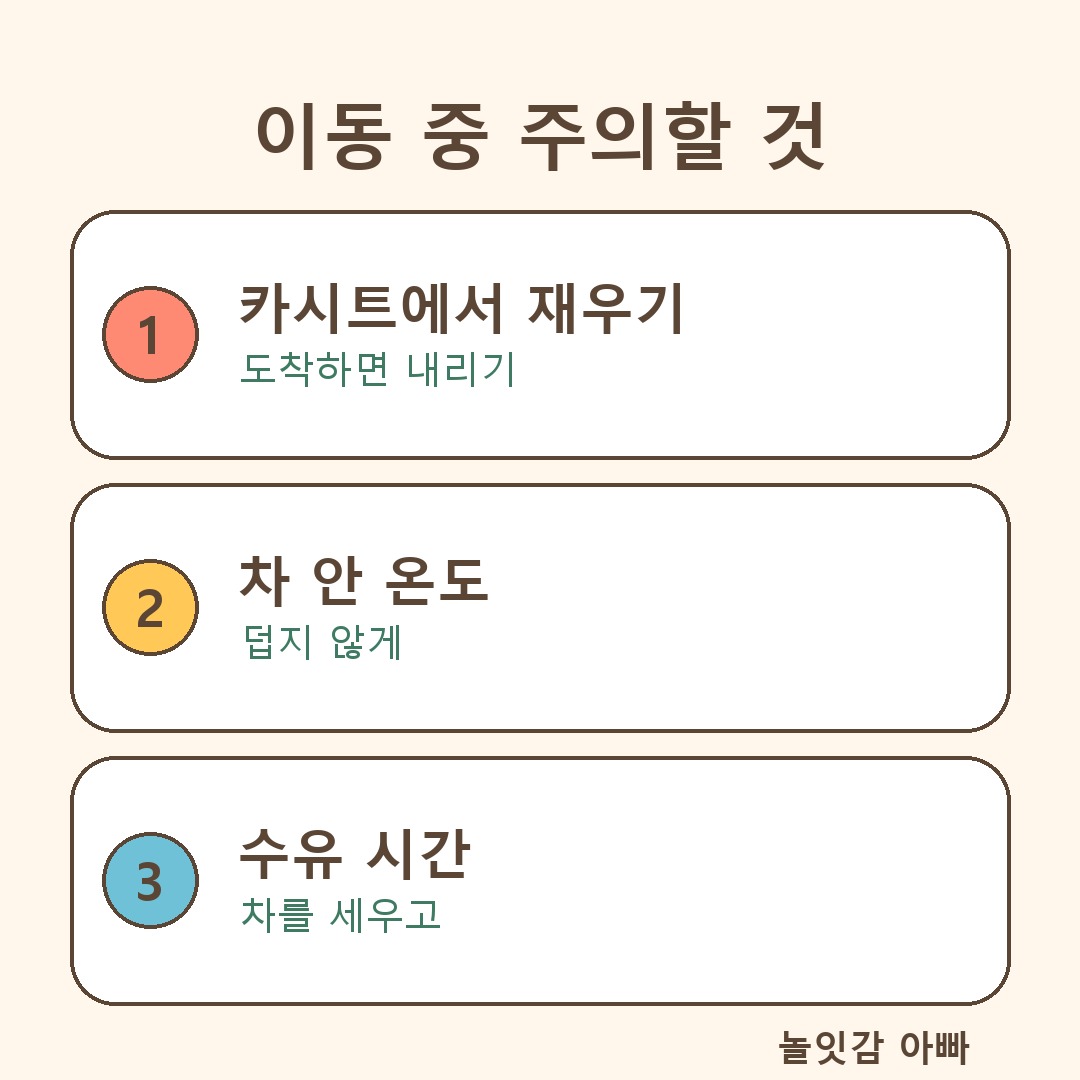 이동 중 주의할 것
1
카시트에서 재우기
도착하면 내리기
2
차 안 온도
덥지 않게
3
수유 시간
차를 세우고
놀잇감 아빠